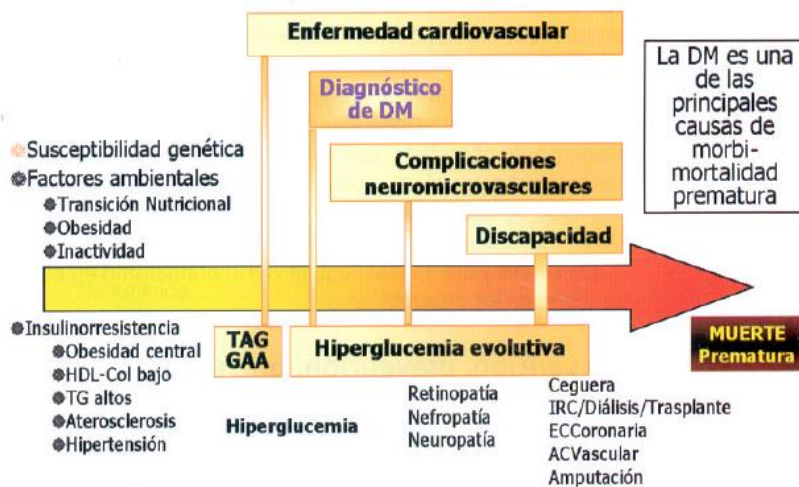 Enfermedad cardiovascular
La DM es una
de las
principales
causas de
morbi-
mortalidad
prematura
Diagnóstico
de DM
Susceptibilidad genética
Factores ambientales
Transición Nutricional
Obesidad
Inactividad
Complicaciones
neuromicrovasculares
Discapacidad
Insulinorresistencia
Obesidad central
HDL-Col bajo
TG altos
Aterosclerosis
Hipertensión
TAG
GAA
Hiperglucemia evolutiva
MUERTE
Prematura
Hiperglucemia
Retinopatía
Nefropatía
Neuropatía
Ceguera
IRC/Diálisis/Trasplante
ECCoronaria
ACVascular
Amputación